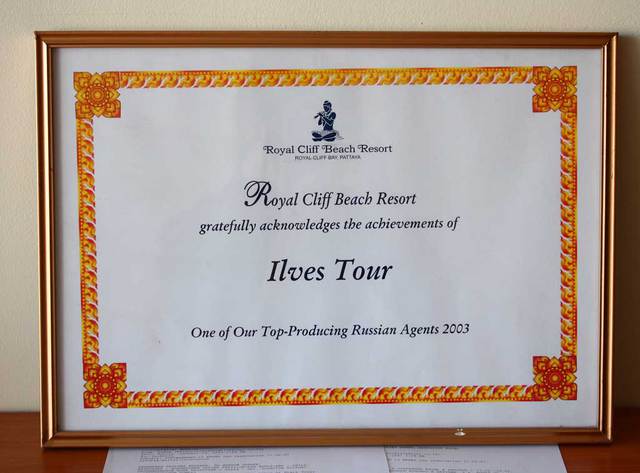 Royal Cliff Beach Resort
ROYAL CLIFF BAY, PATTAYA
Royal Cliff Beach Resort
gratefully acknowledges the achievements of
Ilves Tour
One of Our Top-Producing Russian Agents 2003